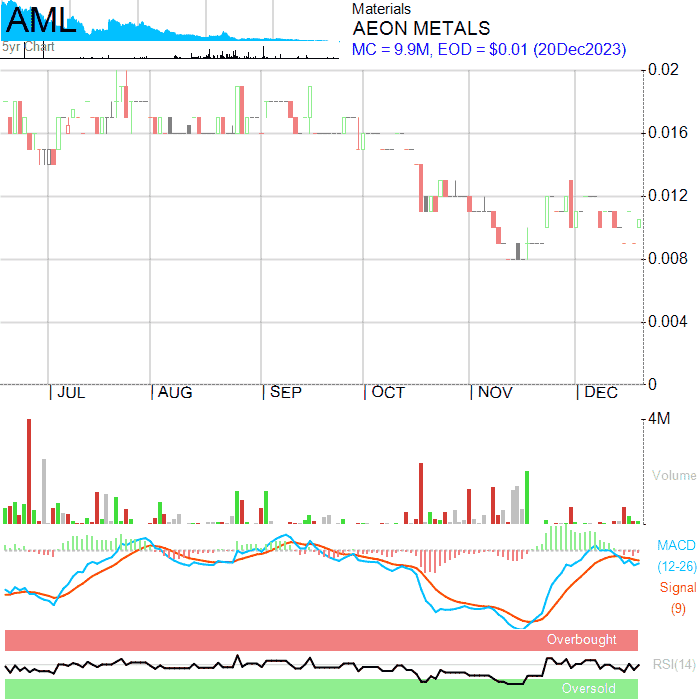 AML
5yr Chart
Materials
AEON METALS
MC = 9.9M, EOD = $0.01 (20Dec2023)
0.02
0.016
0.012
0.008
0.004
0
JUL AUG SEP OCT NOV DEC
4M
Volume
MACD
(12-26)
Signal
(9)
Overbought
RSI(14)
Oversold